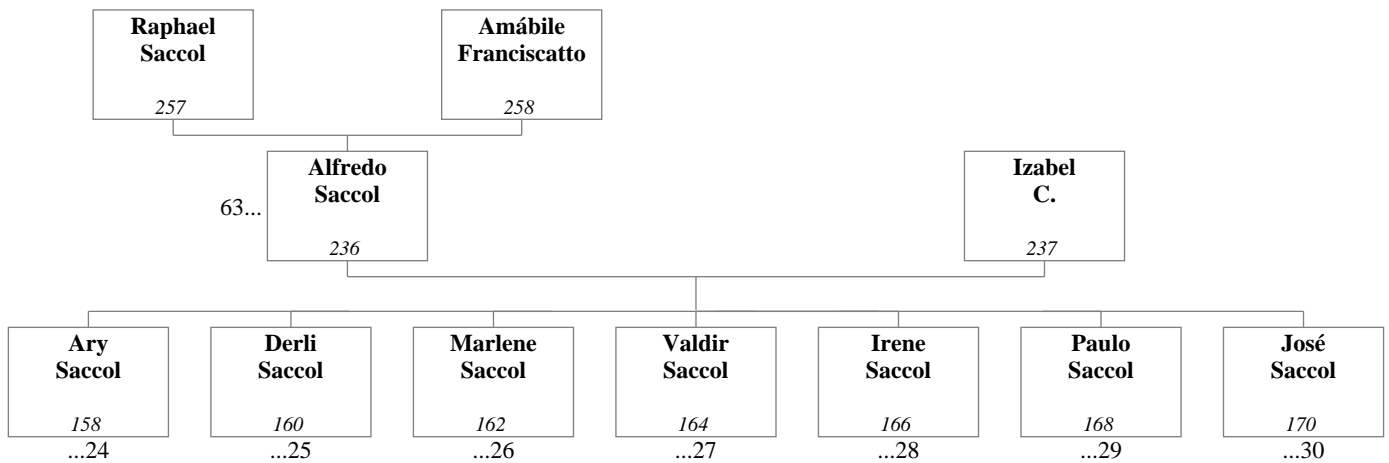 Raphael
Saccol
257
Amábile
Franciscatto
258
63...
Alfredo
Saccol
236
Izabel
C.
237
Ary
Saccol
158
...24
Derli
Saccol
160
...25
Marlene
Saccol
162
...26
Valdir
Saccol
164
...27
Irene
Saccol
166
...28
Paulo
Saccol
168
...29
José
Saccol
170
...30